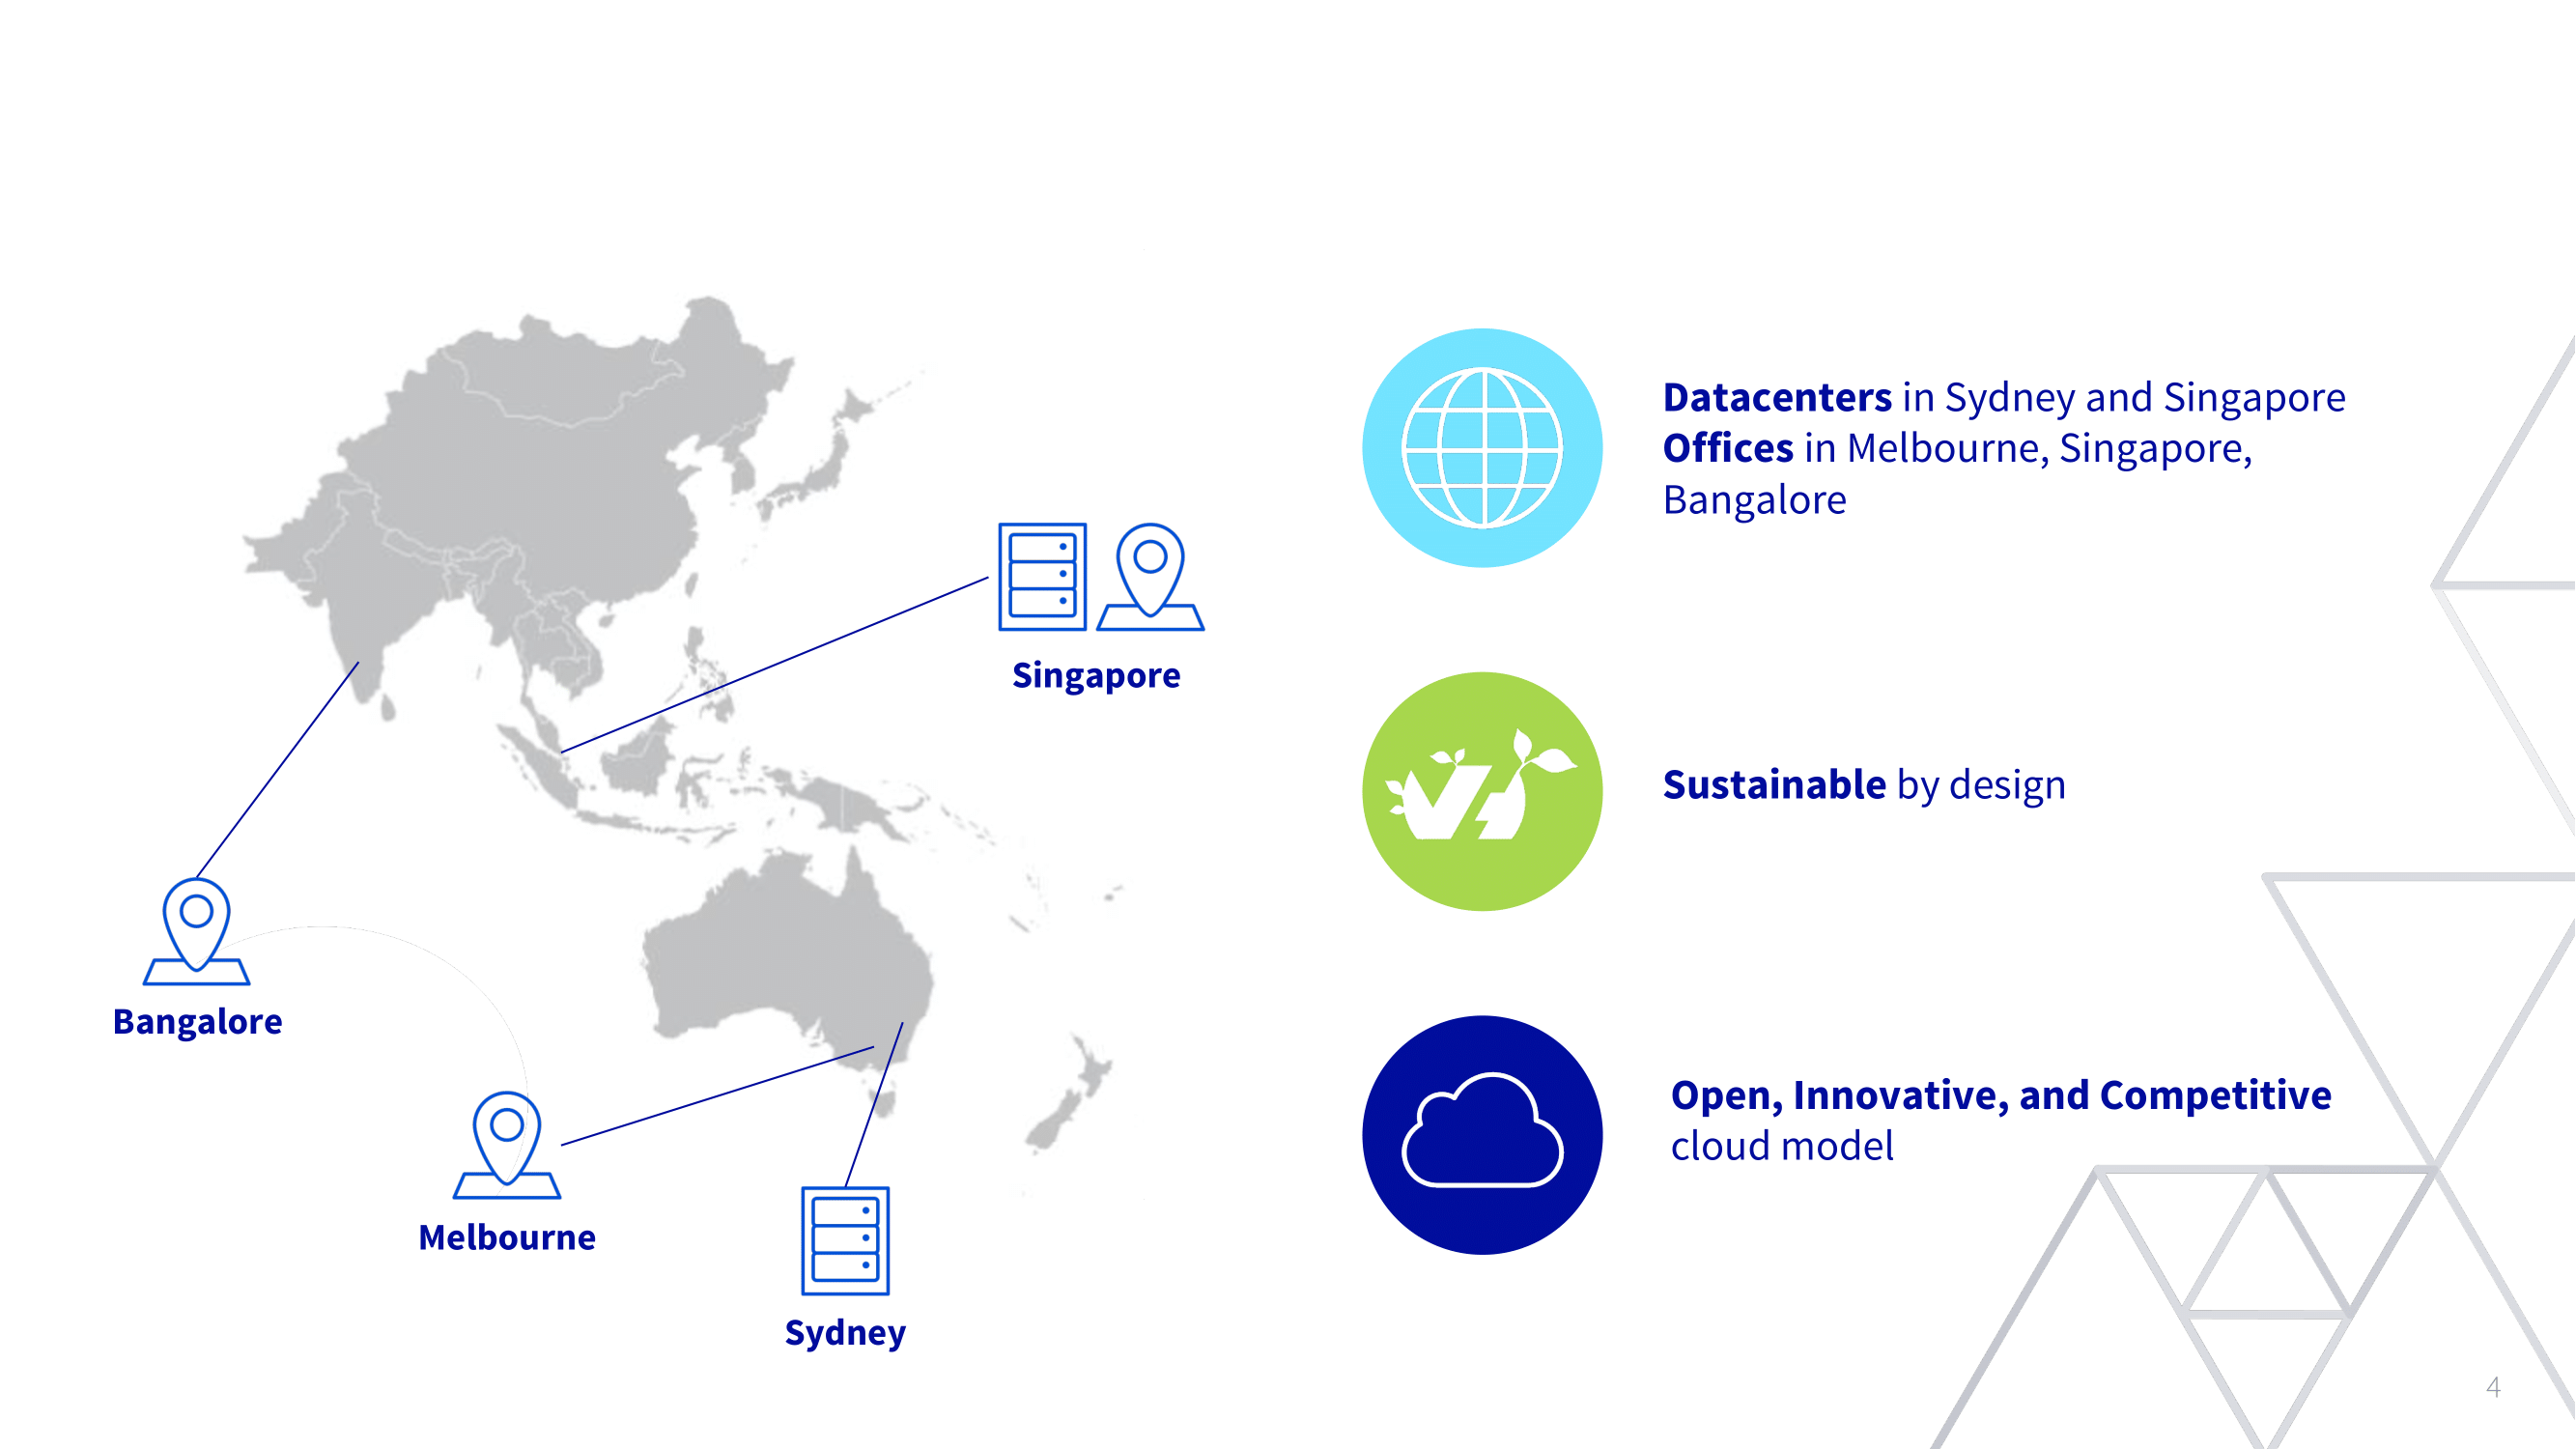 Singapore
Bangalore
Melbourne
Sydney
Datacenters in Sydney and Singapore
Offices in Melbourne, Singapore,
Bangalore
Sustainable by design
Open, Innovative, and Competitive
cloud model
4